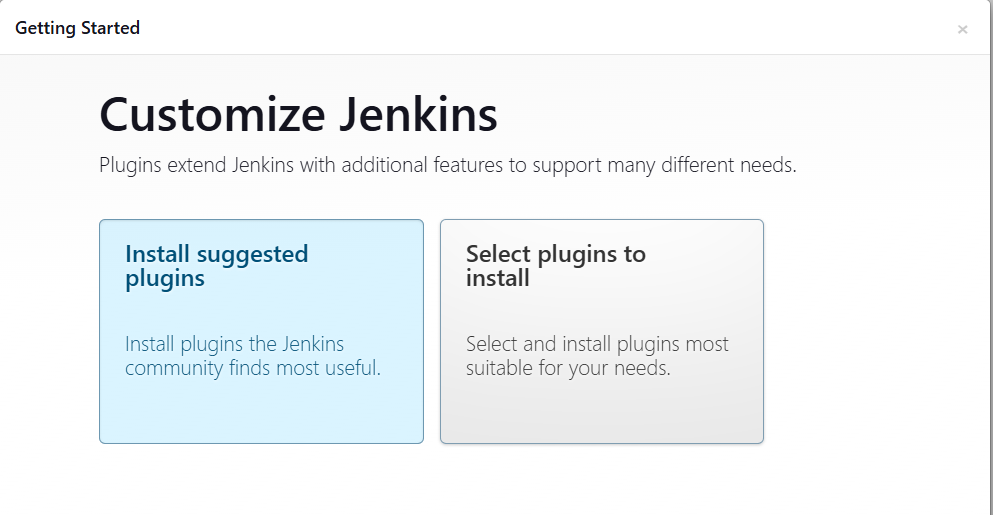 Getting Started
×
Customize Jenkins
Plugins extend Jenkins with additional features to support many different needs.
Install suggested
plugins
Install plugins the Jenkins
community finds most useful.
Select plugins to
install
Select and install plugins most
suitable for your needs.